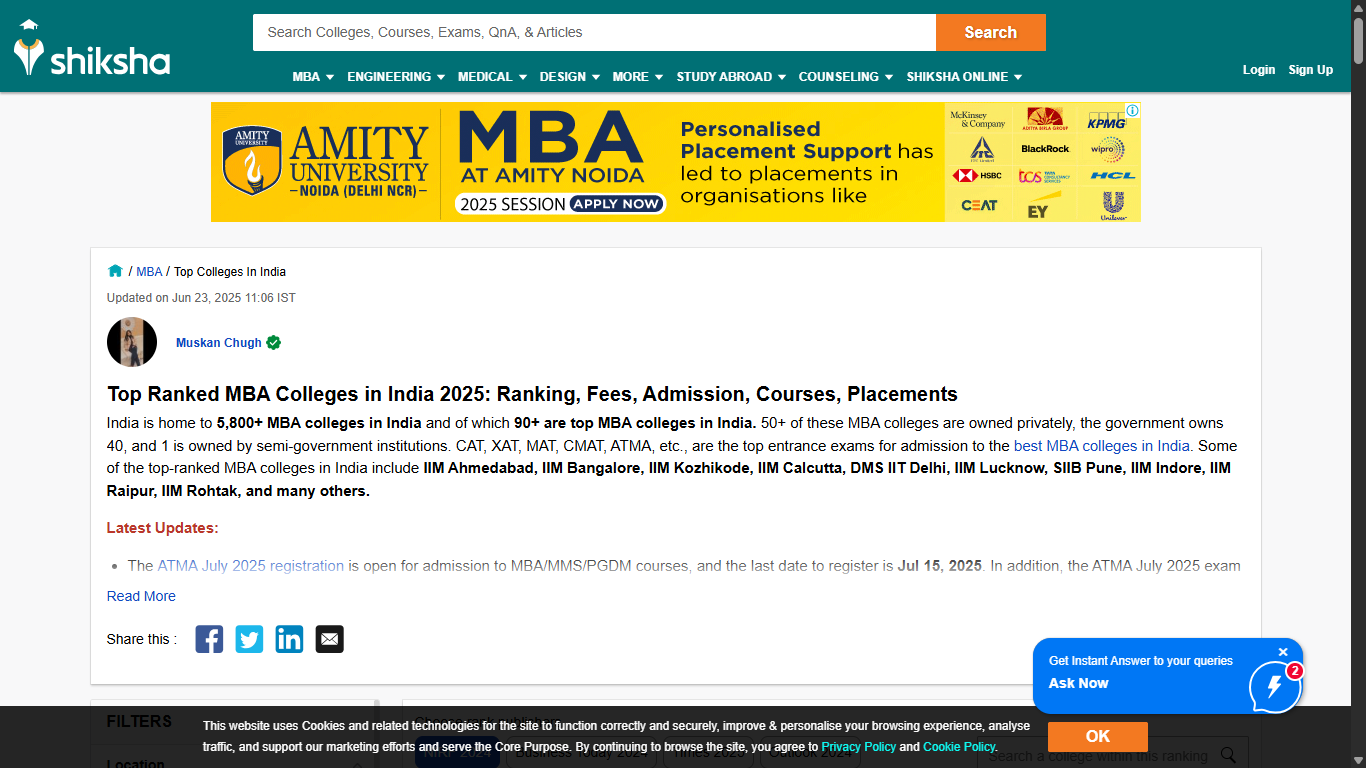 shiksha
Search Colleges, Courses, Exams, QnA, & Articles
Search
MBA
ENGINEERING
MEDICAL
DESIGN
MORE
STUDY ABROAD
COUNSELING
SHIKSHA ONLINE
Login
Sign Up
AMITY
UNIVERSITY
AMITY
UNIVERSITY
NOIDA (DELHI NCR)
MBA
AT AMITY NOIDA
2025 SESSION APPLY NOW
Personalised
Placement Support has
led to placements in
organisations like
McKinsey
& Company
ADITYA BIRLA GROUP
KPMG
BlackRock
wipro
HSBC
tcs TATA
CONSULTANCY
SERVICES
HCL
CEAT
EY
Unilever
/ MBA / Top Colleges In India
Updated on Jun 23, 2025 11:06 IST
Muskan Chugh
Top Ranked MBA Colleges in India 2025: Ranking, Fees, Admission, Courses, Placements
India is home to 5,800+ MBA colleges in India and of which 90+ are top MBA colleges in India. 50+ of these MBA colleges are owned privately, the government owns
40, and 1 is owned by semi-government institutions. CAT, XAT, MAT, CMAT, ATMA, etc., are the top entrance exams for admission to the best MBA colleges in India. Some
of the top-ranked MBA colleges in India include IIM Ahmedabad, IIM Bangalore, IIM Kozhikode, IIM Calcutta, DMS IIT Delhi, IIM Lucknow, SIIB Pune, IIM Indore, IIM
Raipur, IIM Rohtak, and many others.
Latest Updates:
The ATMA July 2025 registration is open for admission to MBA/MMS/PGDM courses, and the last date to register is Jul 15, 2025. In addition, the ATMA July 2025 exam
Read More
Share this :
Get Instant Answer to your queries
Ask Now
2
FILTERS
Location
This website uses Cookies and related technologies for the site to function correctly and securely, improve & personalise your browsing experience, analyse
traffic, and support our marketing efforts and serve the Core Purpose. By continuing to browse the site, you agree to Privacy Policy and Cookie Policy.
OK
Business Today 2024
Times 2023
Outlook 2024
Search a college within this ranking